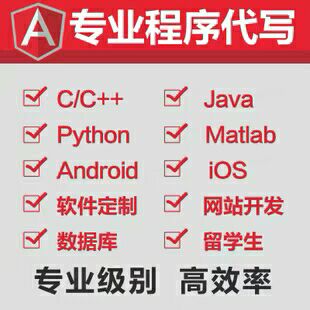 A 专业程序代写
C/C++ Java
Python Matlab
Android iOS
软件定制 网站开发
数据库 留学生
专业级别 高效率